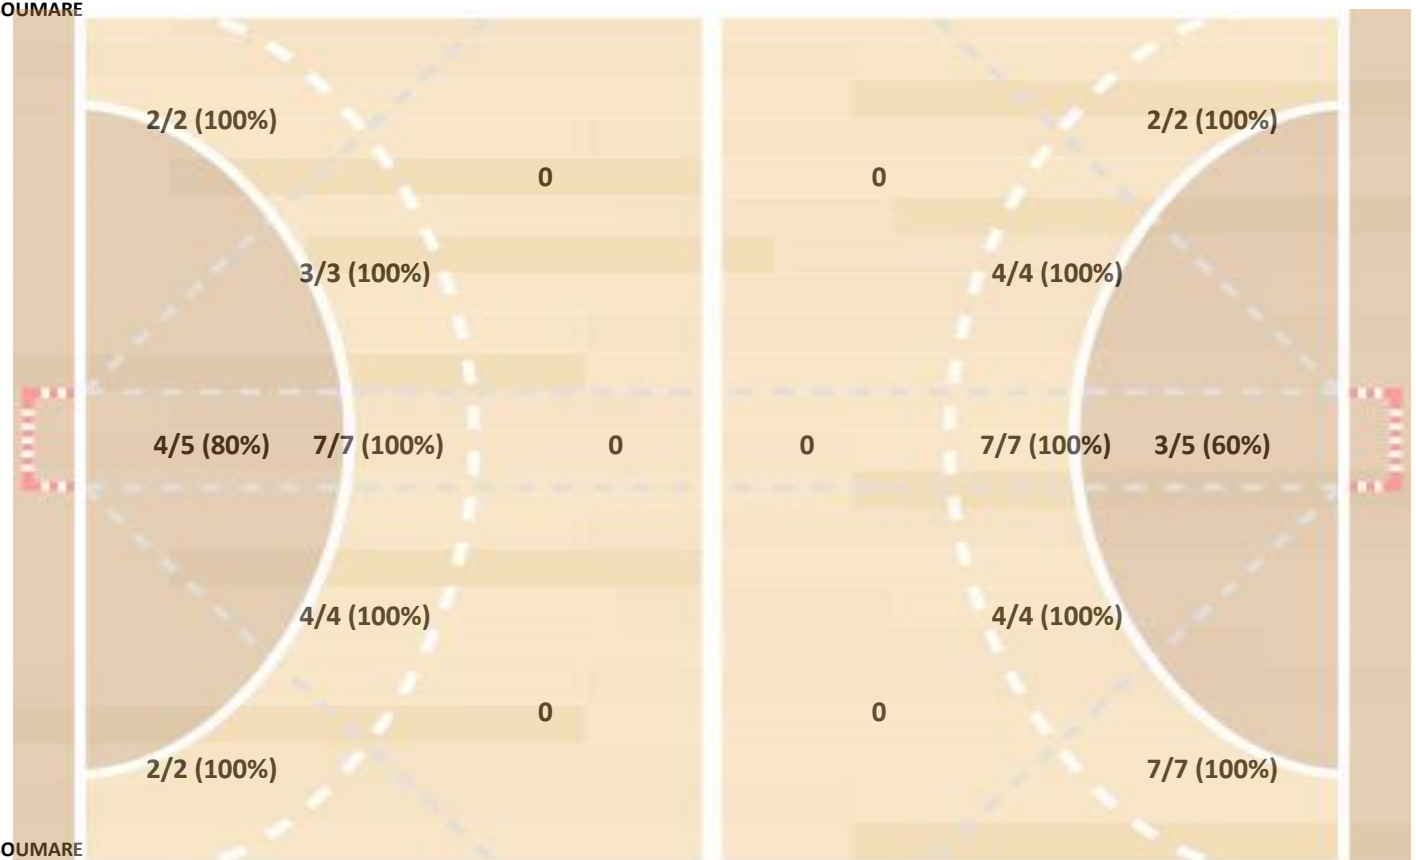 OUMARE
2/2 (100%) 2/2 (100%)
0 0
3/3 (100%) 4/4 (100%)
4/5 (80%) 7/7 (100%) 0 0 7/7 (100%) 3/5 (60%)
4/4 (100%) 4/4 (100%)
0 0
2/2 (100%) 7/7 (100%)
OUMARE